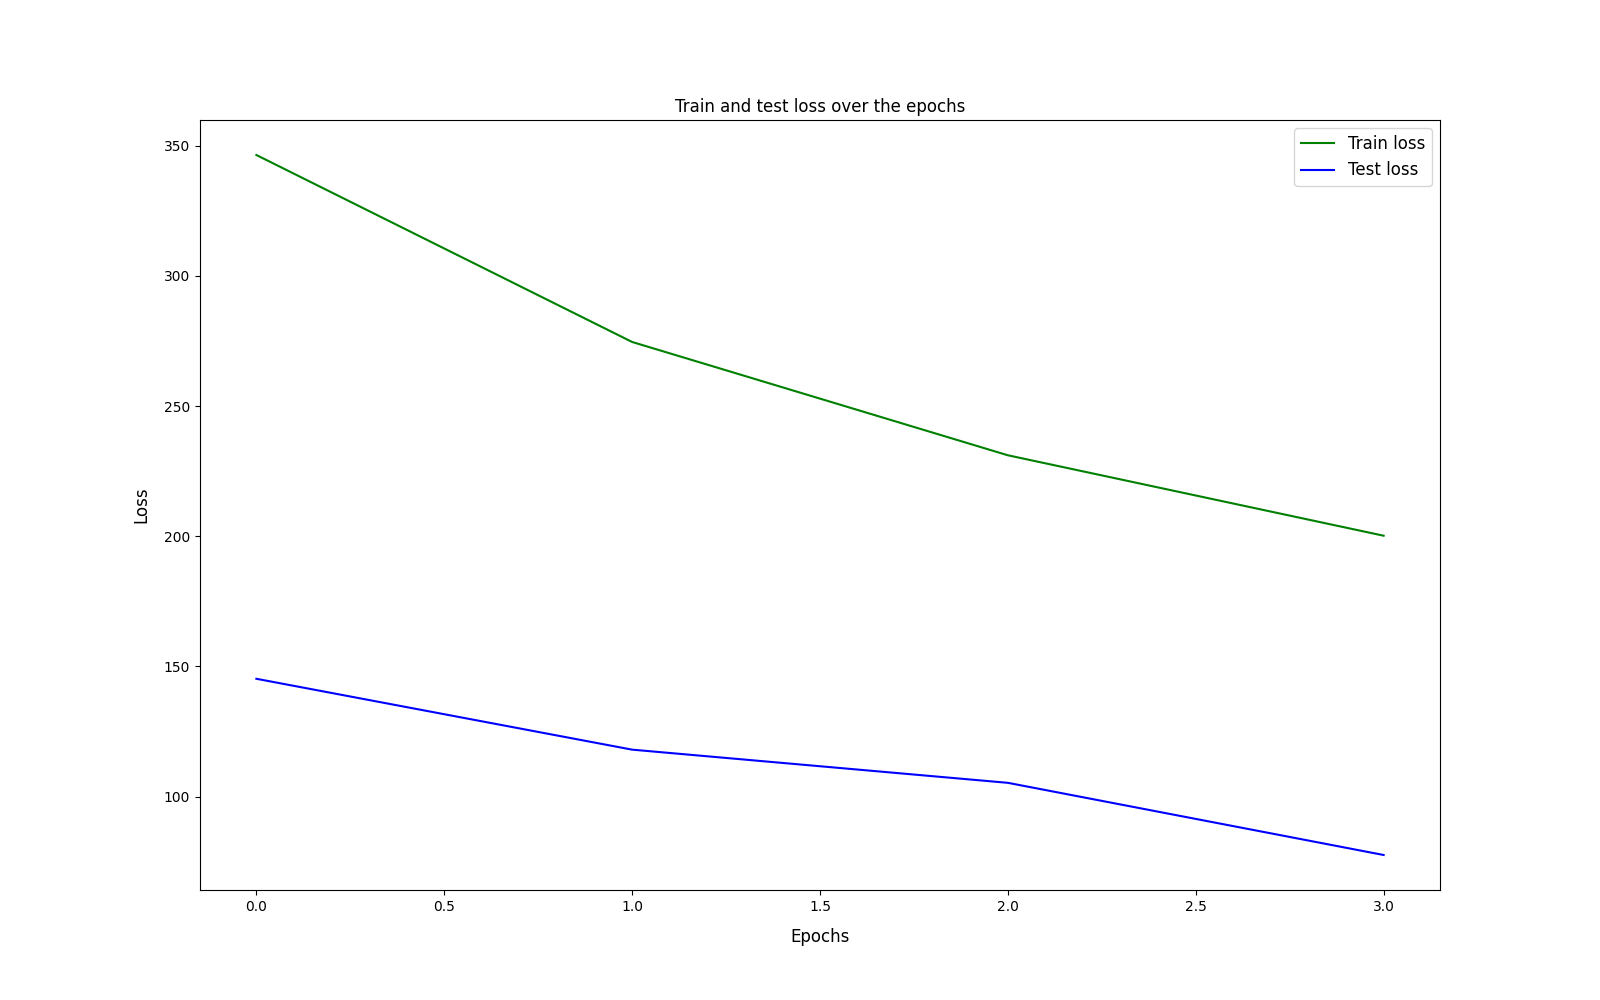 Train and test loss over the epochs
Train loss
Test loss
350
300
250
200
150
100
Loss
0.0 0.5 1.0 1.5 2.0 2.5 3.0
Epochs